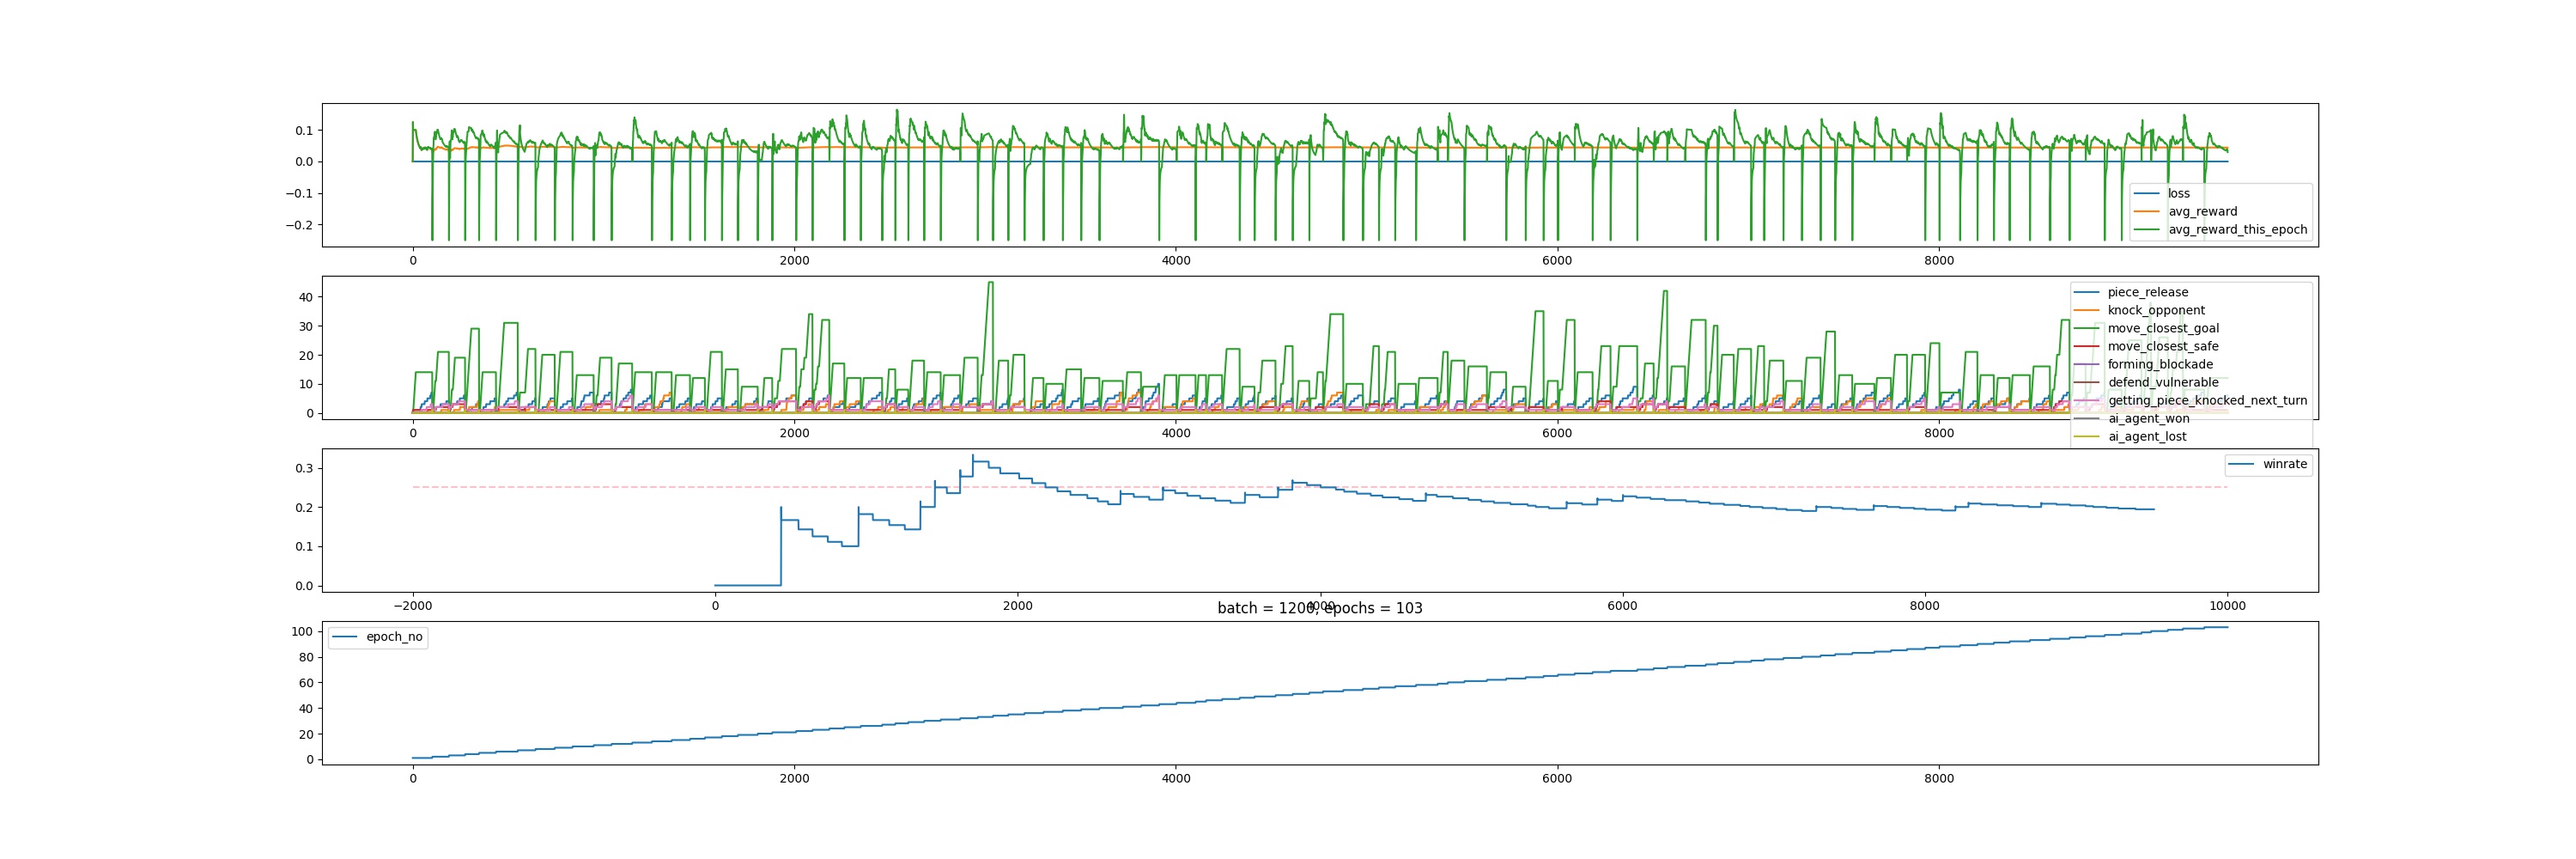 0.1
0.0
−0.1
−0.2
0 2000 4000 6000 8000
loss
avg_reward
avg_reward_this_epoch
40
30
20
10
0
0 2000 4000 6000 8000
piece_release
knock_opponent
move_closest_goal
move_closest_safe
forming_blockade
defend_vulnerable
getting_piece_knocked_next_turn
ai_agent_won
ai_agent_lost
0.3
0.2
0.1
0.0
−2000 0 2000 4000 6000 8000 10000
winrate
batch = 1200, epochs = 103
100
80
60
40
20
0
0 2000 4000 6000 8000
epoch_no